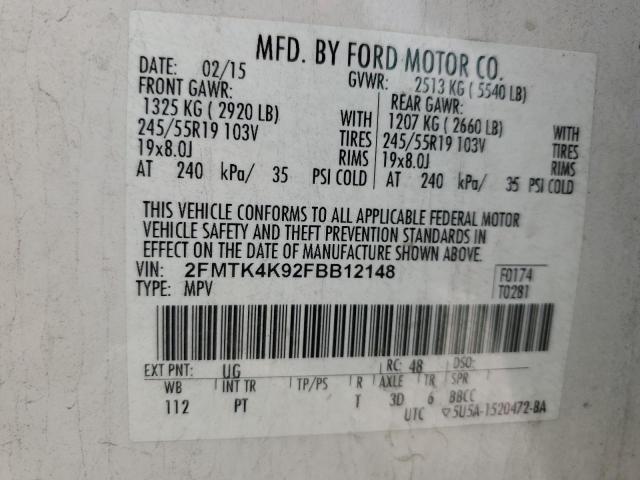 MFD. BY FORD MOTOR CO.
DATE: 02/15 GVWR: 2513 KG ( 5540 LB)
FRONT GAWR: REAR GAWR:
1325 KG ( 2920 LB) WITH 1207 KG ( 2660 LB) WITH
245/55R19 103V TIRES 245/55R19 103V TIRES
19x8.0J RIMS 19x8.0J RIMS
AT 240 kPa/ 35 PSI COLD AT 240 kPa/ 35 PSI COLD
THIS VEHICLE CONFORMS TO ALL APPLICABLE FEDERAL MOTOR
VEHICLE SAFETY AND THEFT PREVENTION STANDARDS IN
EFFECT ON THE DATE OF MANUFACTURE SHOWN ABOVE.
VIN: 2FMTK4K92FBB12148 F0174
TYPE: MPV T0281
EXT PNT: UG RC: 48 DSO:
WB INT TR TP/PS R AXLE TR SPR
112 PT T 3D 6 BBCC
UTC ▽5U5A-1520472-BA